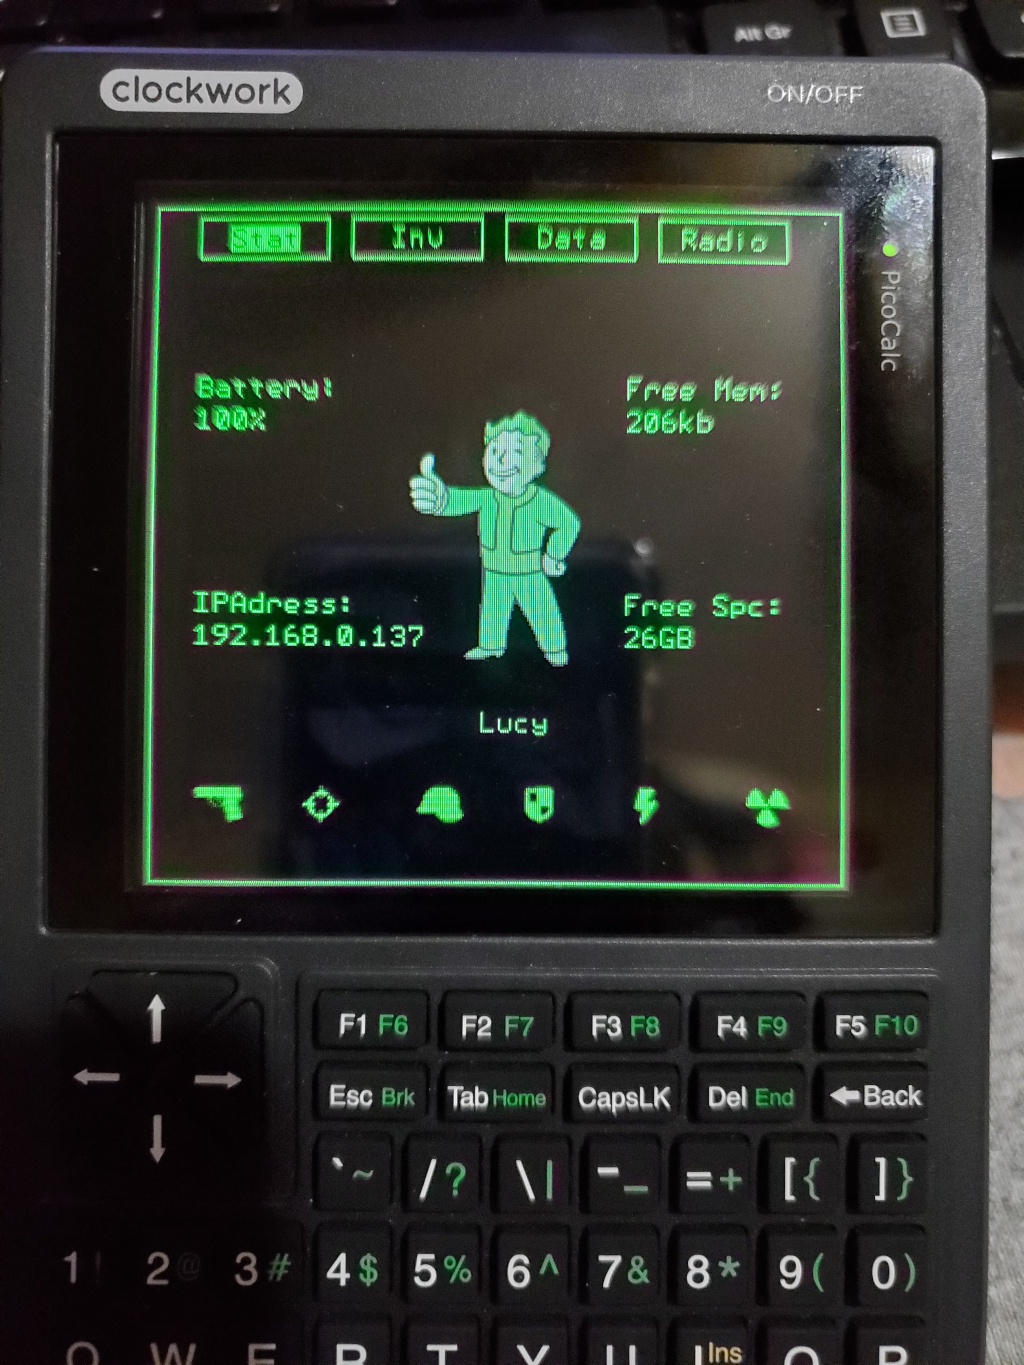 Alt Gr
clockwork
ON/OFF
Stat Inv Data Radio
PicoCalc
Battery: Free Mem:
100% 206kb
IPAdress: Free Spc:
192.168.0.137 26GB
Lucy
F1 F6 F2 F7 F3 F8 F4 F9 F5 F10
Esc Brk Tab Home CapsLK Del End ←Back
`~ /? \| -_ =+ [{ ]}
1! 2@ 3# 4$ 5% 6^ 7& 8* 9( 0)
Q W E R T Y U I Ins O P